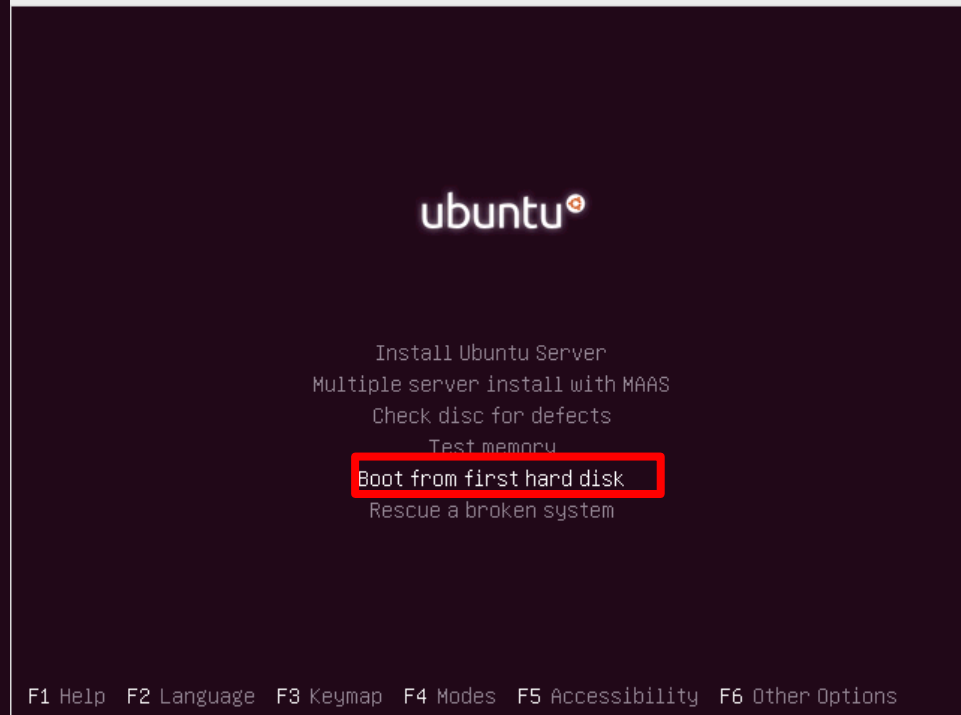 ubuntu
Install Ubuntu Server
Multiple server install with MAAS
Check disc for defects
Test memory
Boot from first hard disk
Rescue a broken system
F1 Help F2 Language F3 Keymap F4 Modes F5 Accessibility F6 Other Options